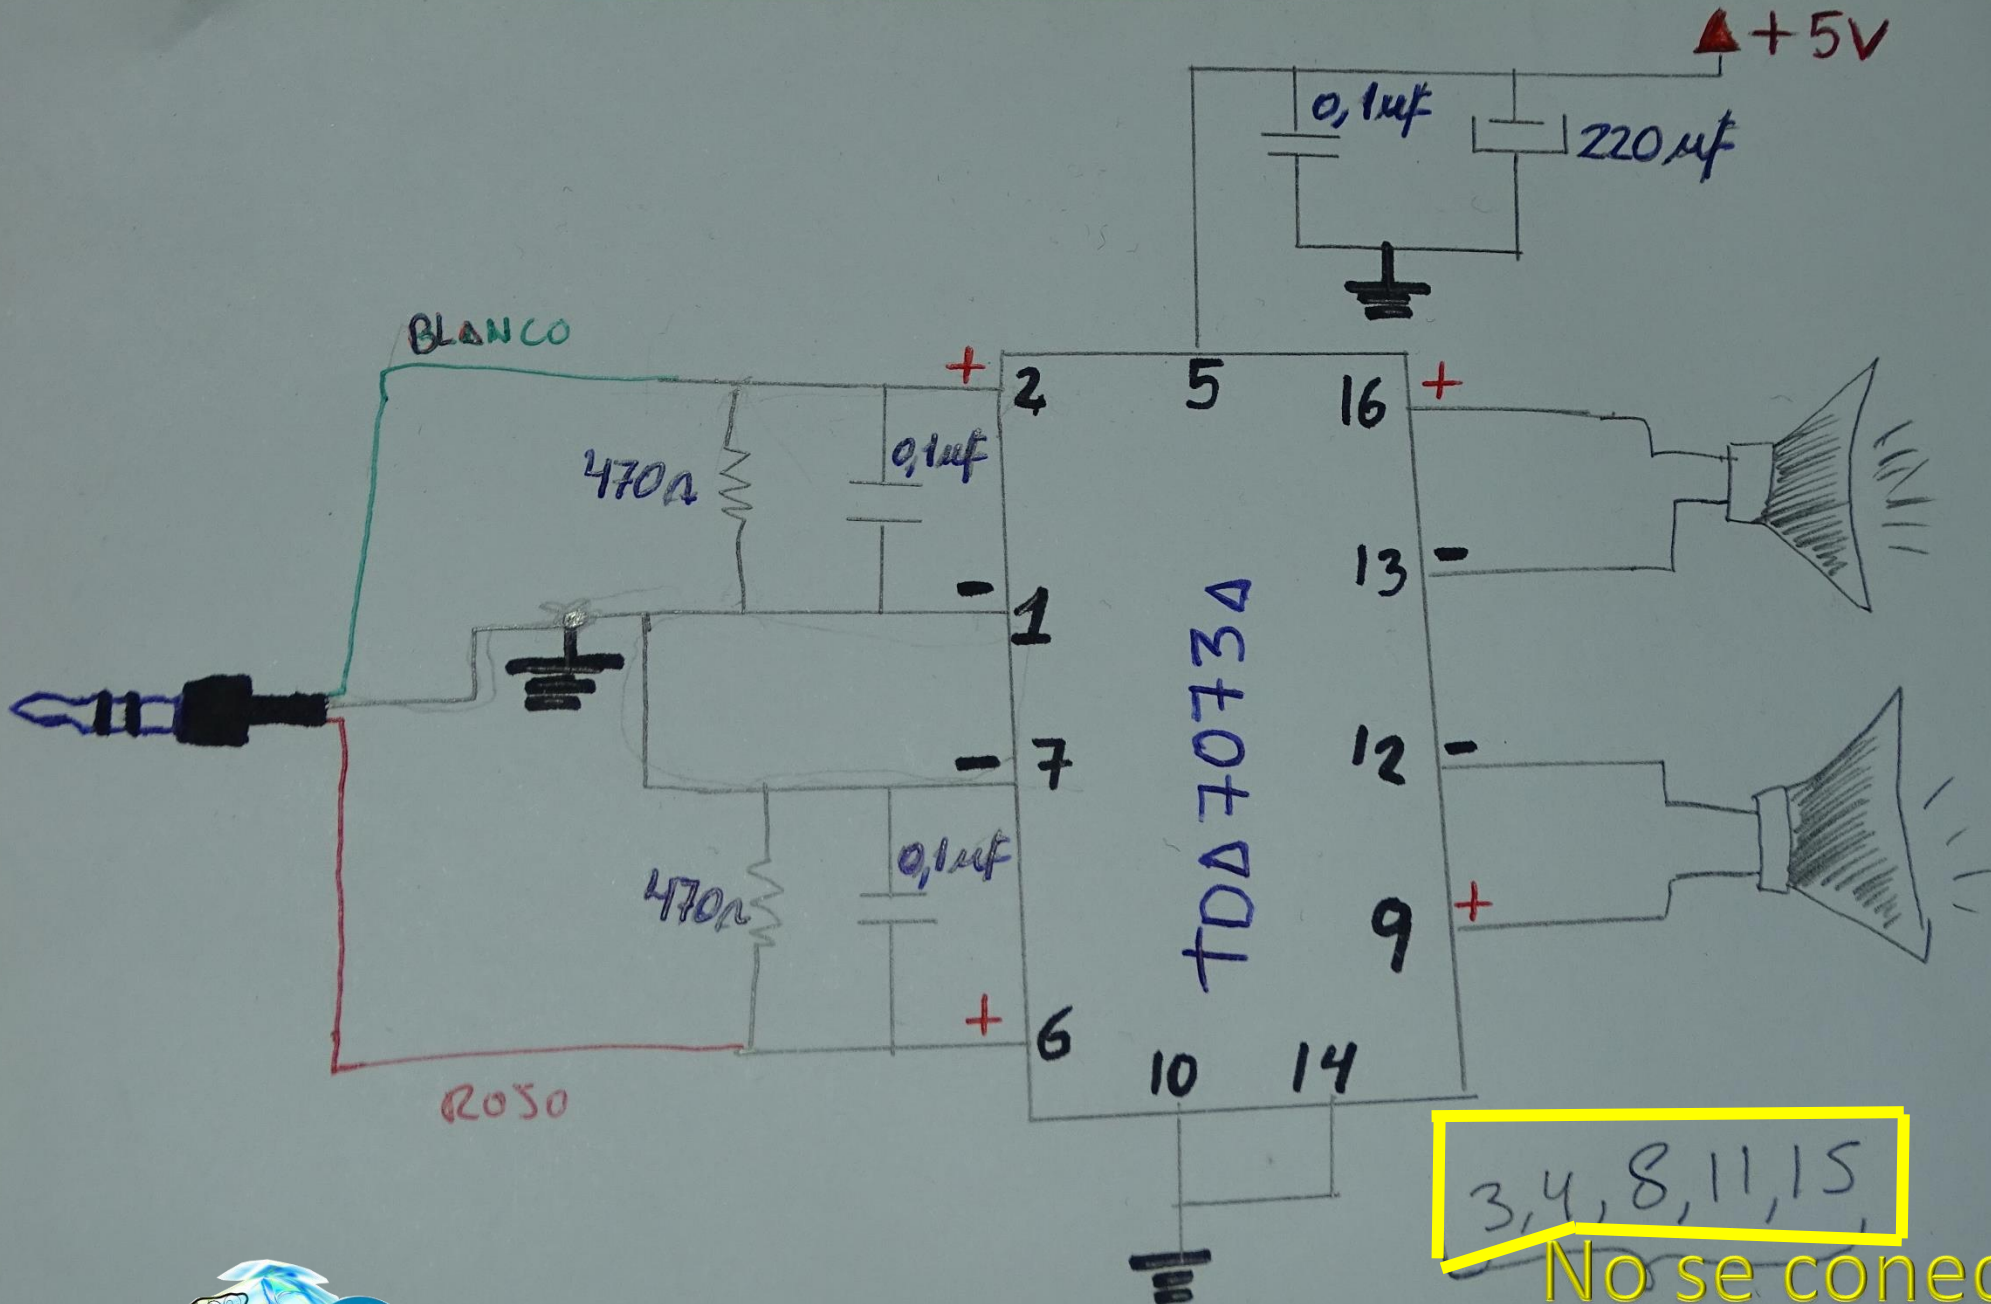 +5V
0,1uf
220uf
BLANCO
+
2
5
16
+
470Ω
0,1uf
13
-
-
1
TDA7073A
-
7
12
-
470Ω
0,1uf
9
+
+
6
10
14
ROJO
3,4,8,11,15,
No se conec